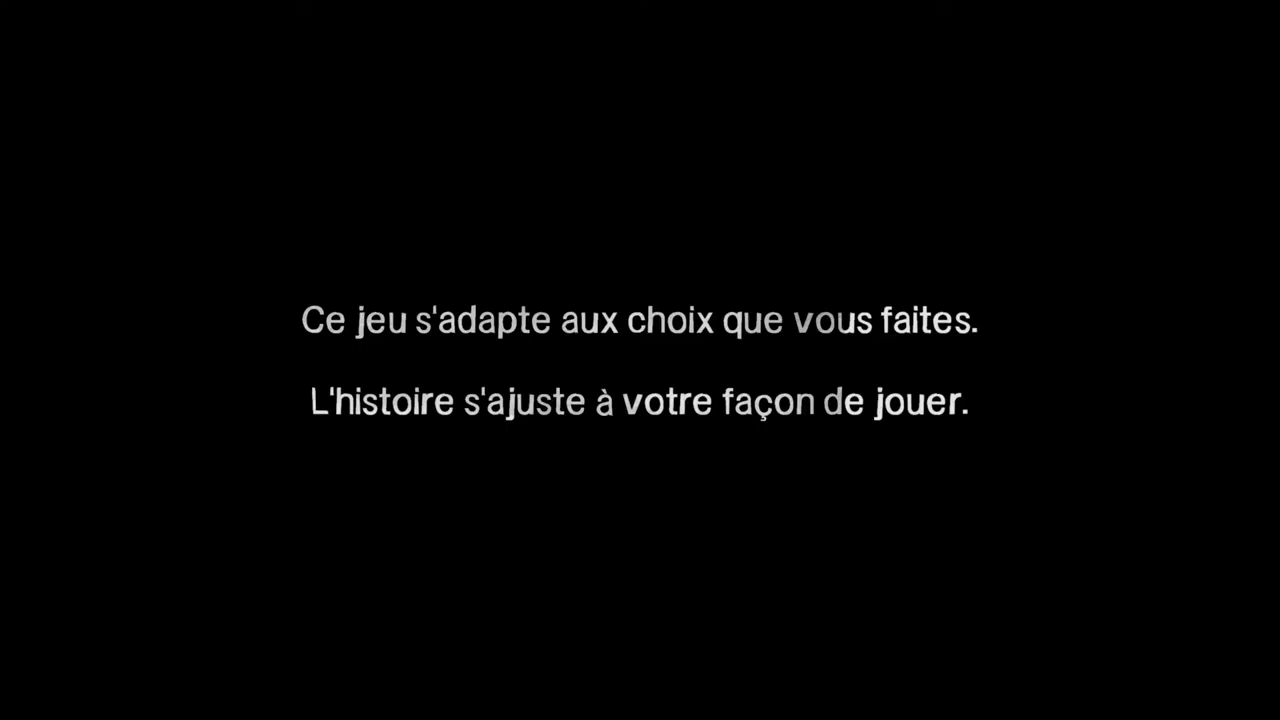 Ce jeu s'adapte aux choix que vous faites.
L'histoire s'ajuste à votre façon de jouer.